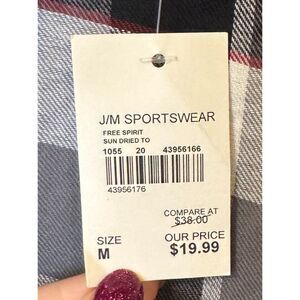 J/M SPORTSWEAR
FREE SPIRIT
SUN DRIED TO
1055 20 43956166
43956176
COMPARE AT
$38.00
SIZE
M
OUR PRICE
$19.99